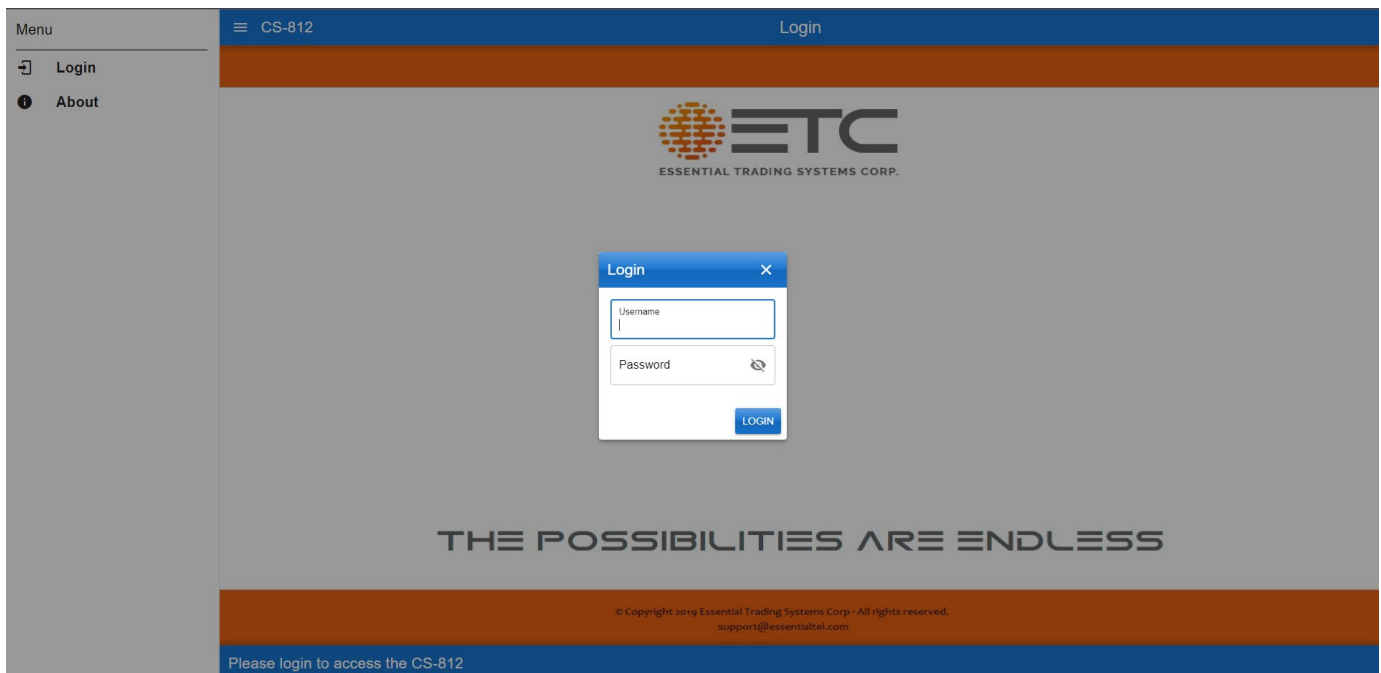 Menu
Login
About
CS-812
Login
ETC
ESSENTIAL TRADING SYSTEMS CORP.
Login
Username
Password
LOGIN
THE POSSIBILITIES ARE ENDLESS
© Copyright 2019 Essential Trading Systems Corp · All rights reserved.
support@essentialtel.com
Please login to access the CS-812